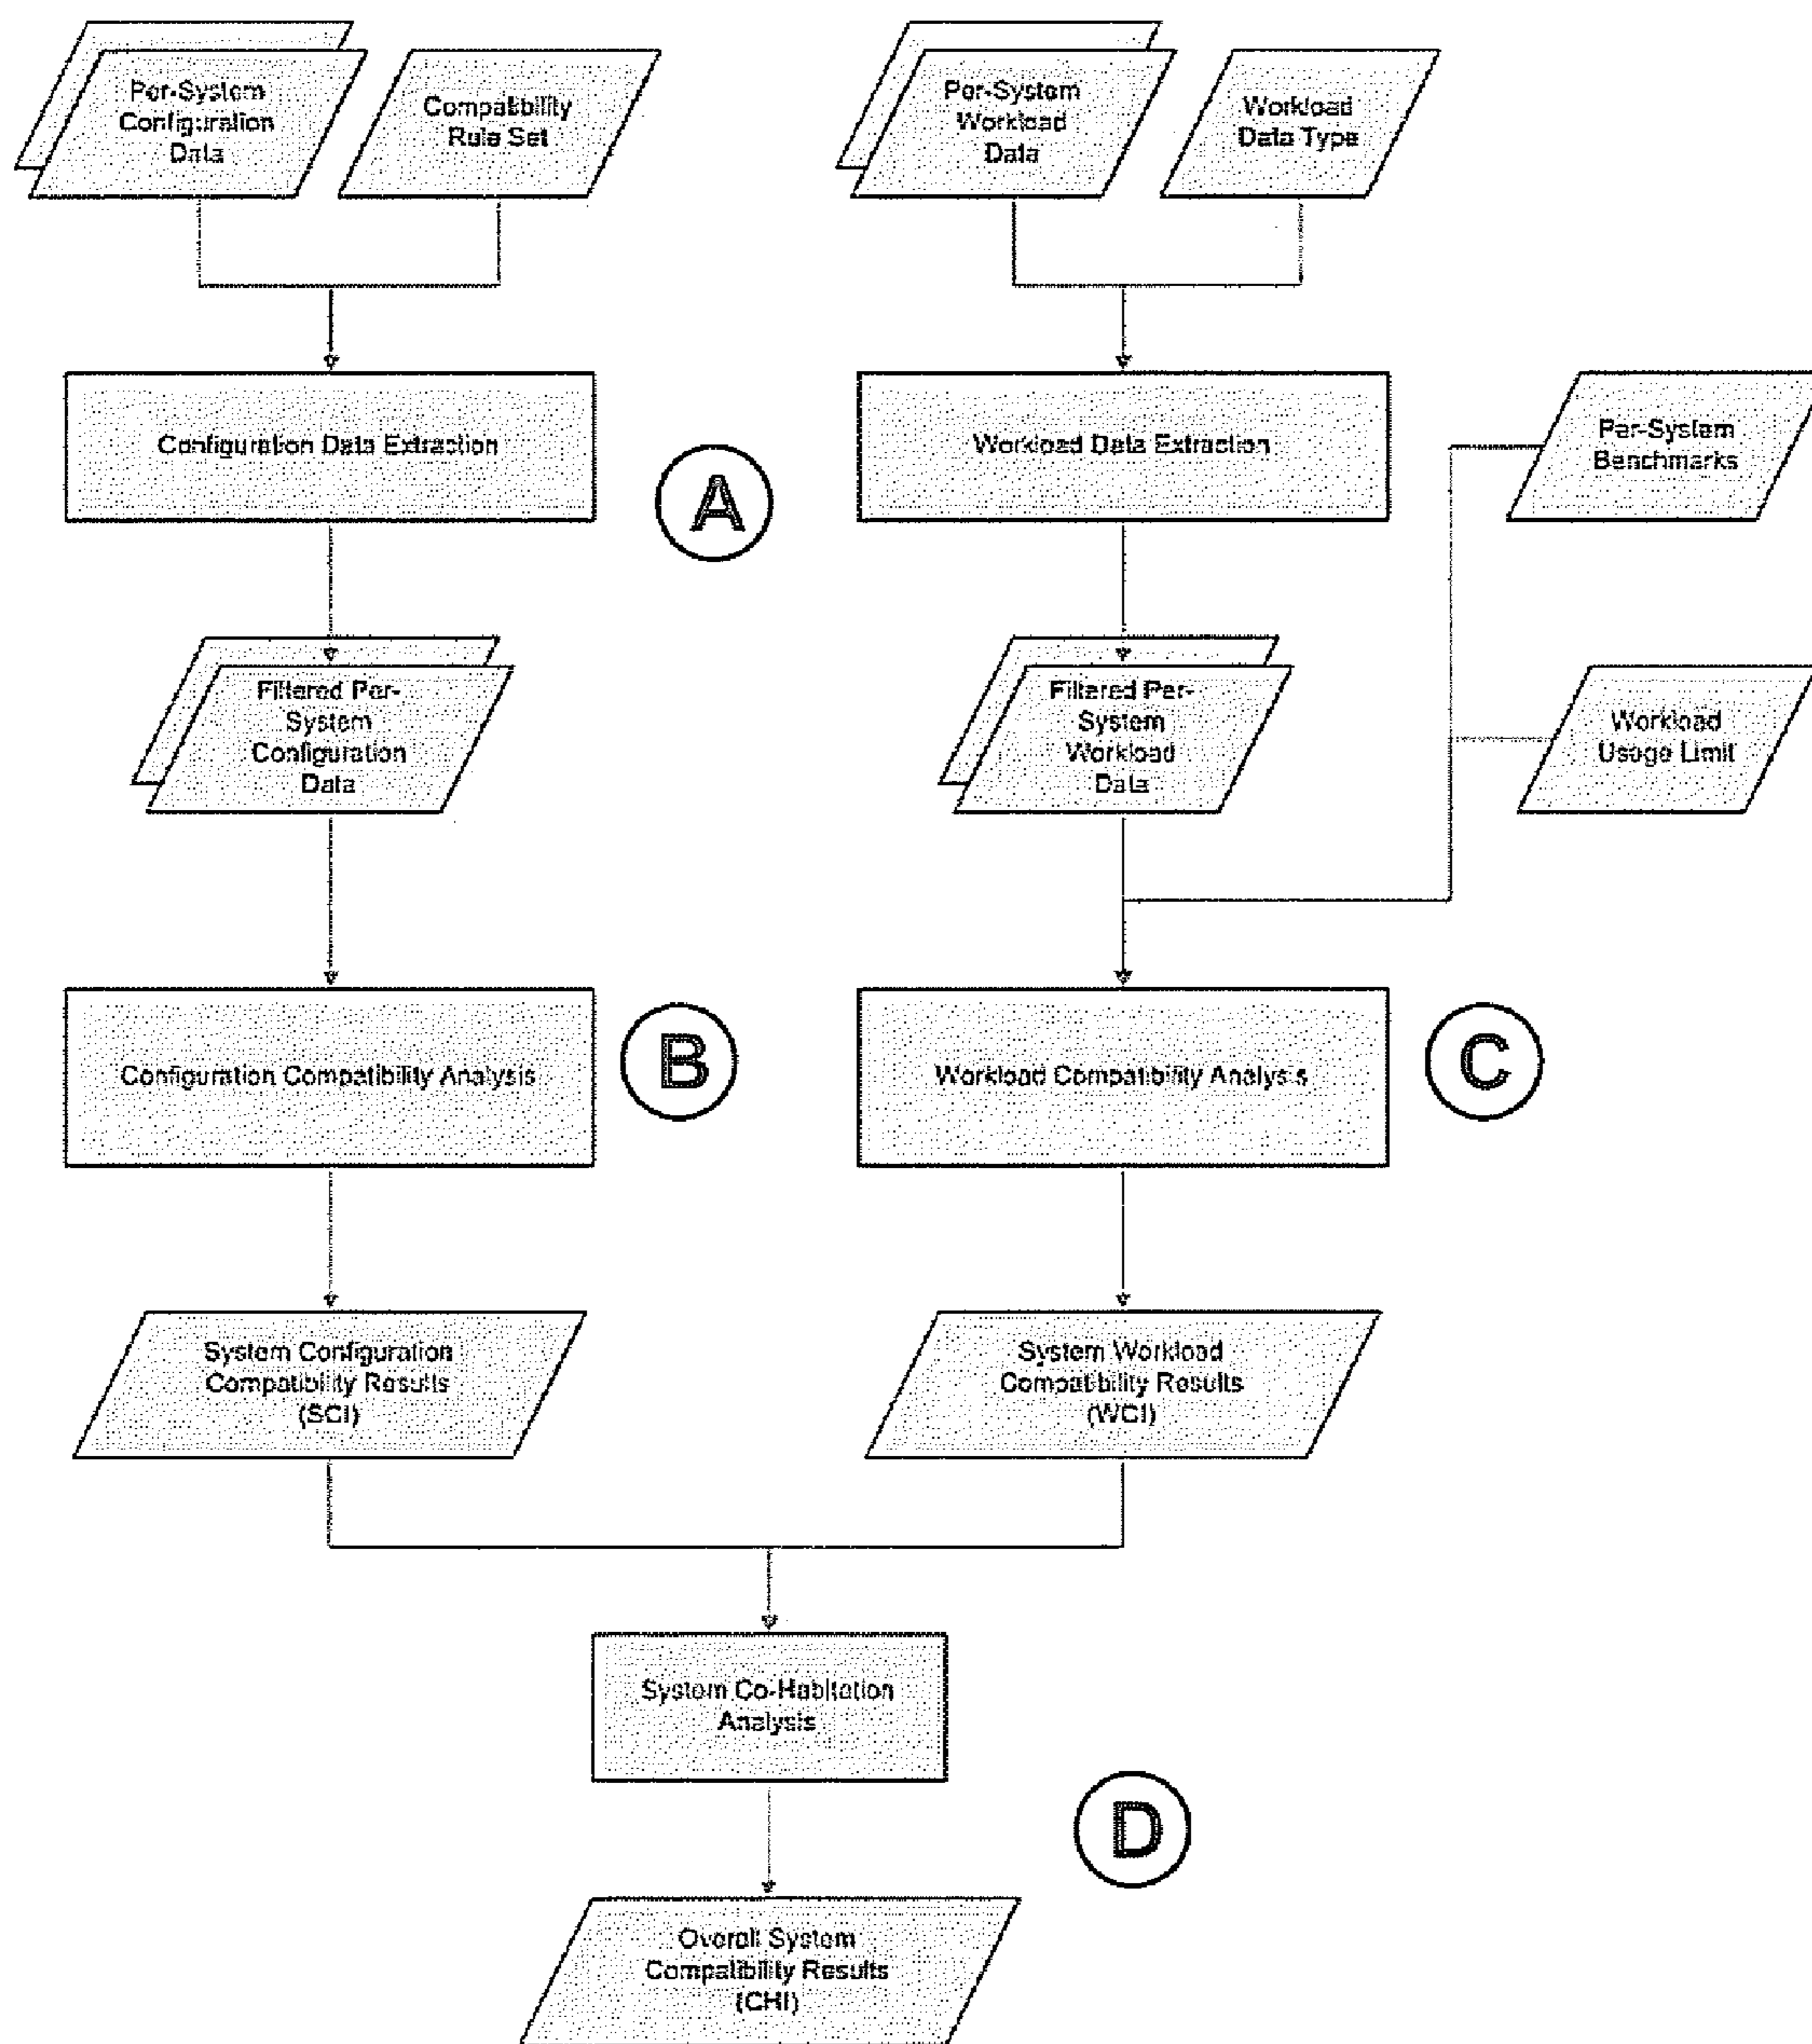 Per-System
Configuration
Data
Compatibility
Rule Set
Per-System
Workload
Data
Workload
Data Type
Configuration Data Extraction
Workload Data Extraction
Per-System
Benchmarks
A
Filtered Per-
System
Configuration
Data
Filtered Per-
System
Workload
Data
Workload
Usage Limit
Configuration Compatibility Analysis
B
Workload Compatibility Analysis
C
System Configuration
Compatibility Results
(SCI)
System Workload
Compatibility Results
(WCI)
System Co-Habitation
Analysis
D
Overall System
Compatibility Results
(CHI)